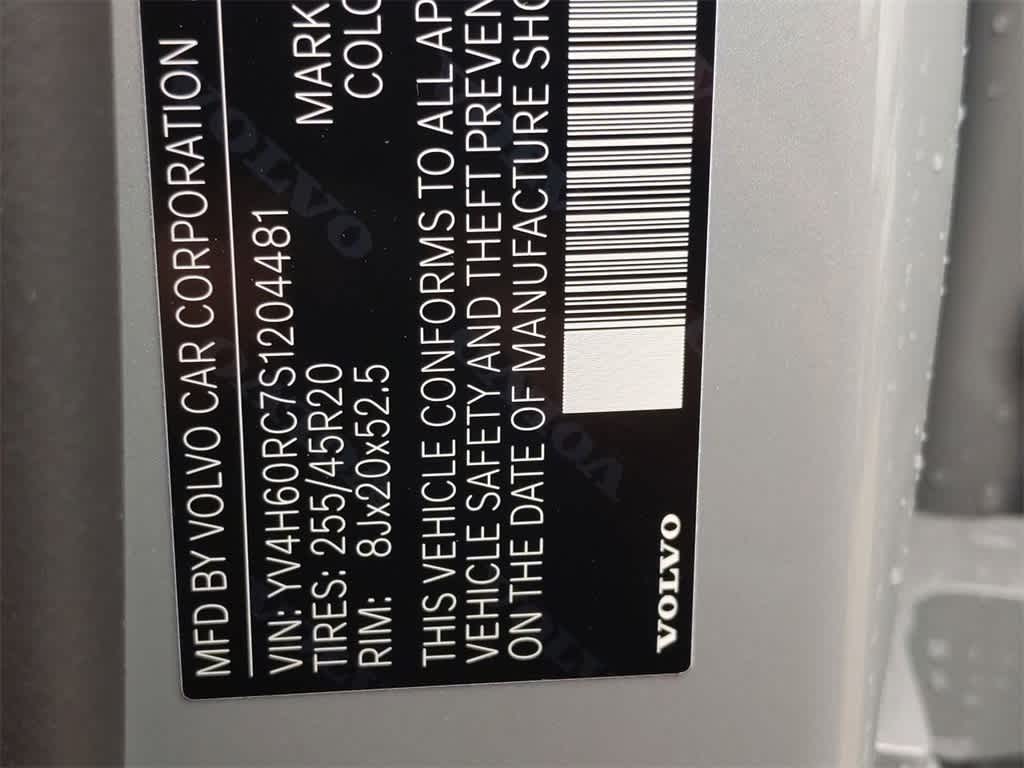 MFD BY VOLVO CAR CORPORATION
VIN: YV4H60RC7S1204481 MARK
TIRES: 255/45R20 COLO
RIM: 8Jx20x52.5
THIS VEHICLE CONFORMS TO ALL AP
VEHICLE SAFETY AND THEFT PREVEN
ON THE DATE OF MANUFACTURE SHO
VOLVO